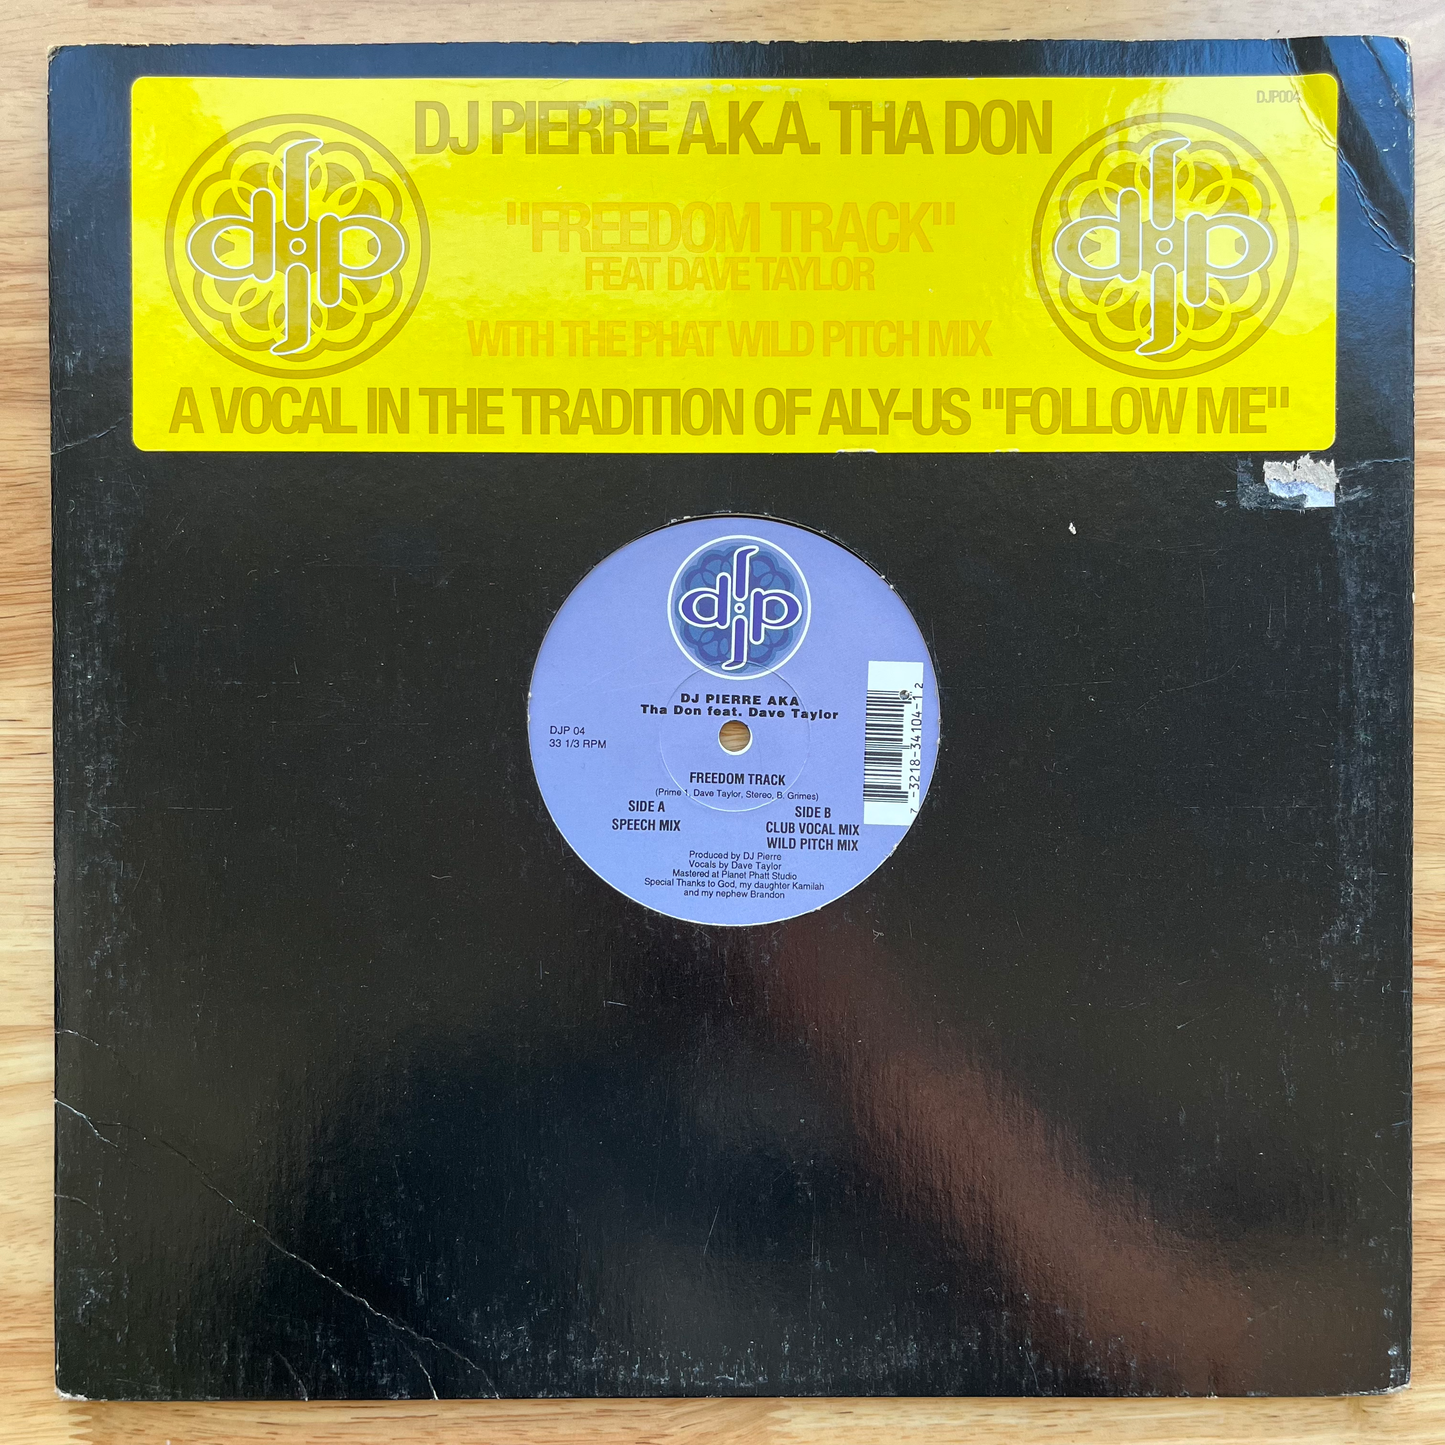 DJP004
DJ PIERRE A.K.A. THA DON
djp
djp
"FREEDOM TRACK"
FEAT DAVE TAYLOR
WITH THE PHAT WILD PITCH MIX
A VOCAL IN THE TRADITION OF ALY-US "FOLLOW ME"
djp
DJ PIERRE AKA
Tha Don feat. Dave Taylor
DJP 04
33 1/3 RPM
FREEDOM TRACK
(Prime 1, Dave Taylor, Stereo, B. Grimes)
SIDE A
SPEECH MIX
SIDE B
CLUB VOCAL MIX
WILD PITCH MIX
Produced by DJ Pierre
Vocals by Dave Taylor
Mastered at Planet Phatt Studio
Special Thanks to God, my daughter Kamilah
and my nephew Brandon
7 -3218-34104-1 2